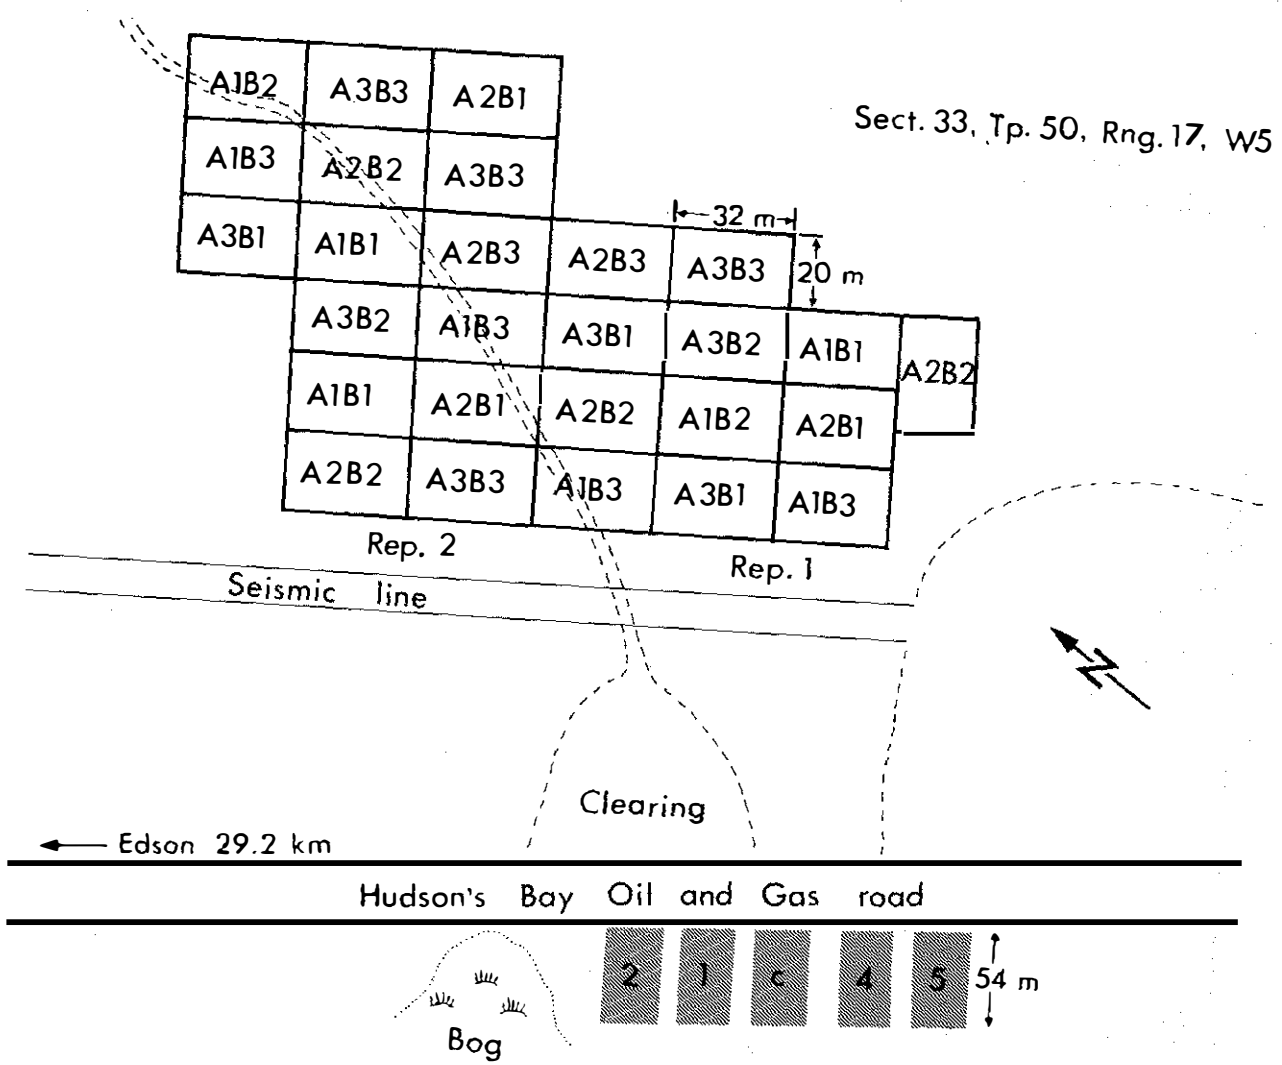 Sect. 33, Tp. 50, Rng. 17, W5
A1B2 A3B3 A2B1
A1B3 A2B2 A3B3
32 m
A3B1 A1B1 A2B3 A2B3 A3B3
20 m
A3B2 A1B3 A3B1 A3B2 A1B1 A2B2
A1B1 A2B1 A2B2 A1B2 A2B1
A2B2 A3B3 A1B3 A3B1 A1B3
Rep. 2
Rep. 1
Seismic line
N
Clearing
Edson 29.2 km
Hudson's Bay Oil and Gas road
2 1 c 4 5
54 m
Bog